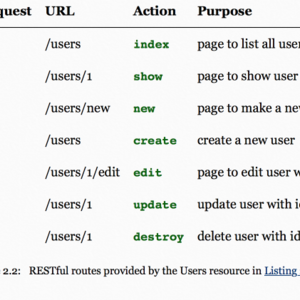 quest URL Action Purpose
/users index page to list all user
/users/1 show page to show user
/users/new new page to make a ne
/users create create a new user
/users/1/edit edit page to edit user w
/users/1 update update user with i
/users/1 destroy delete user with id
2.2: RESTful routes provided by the Users resource in Listing